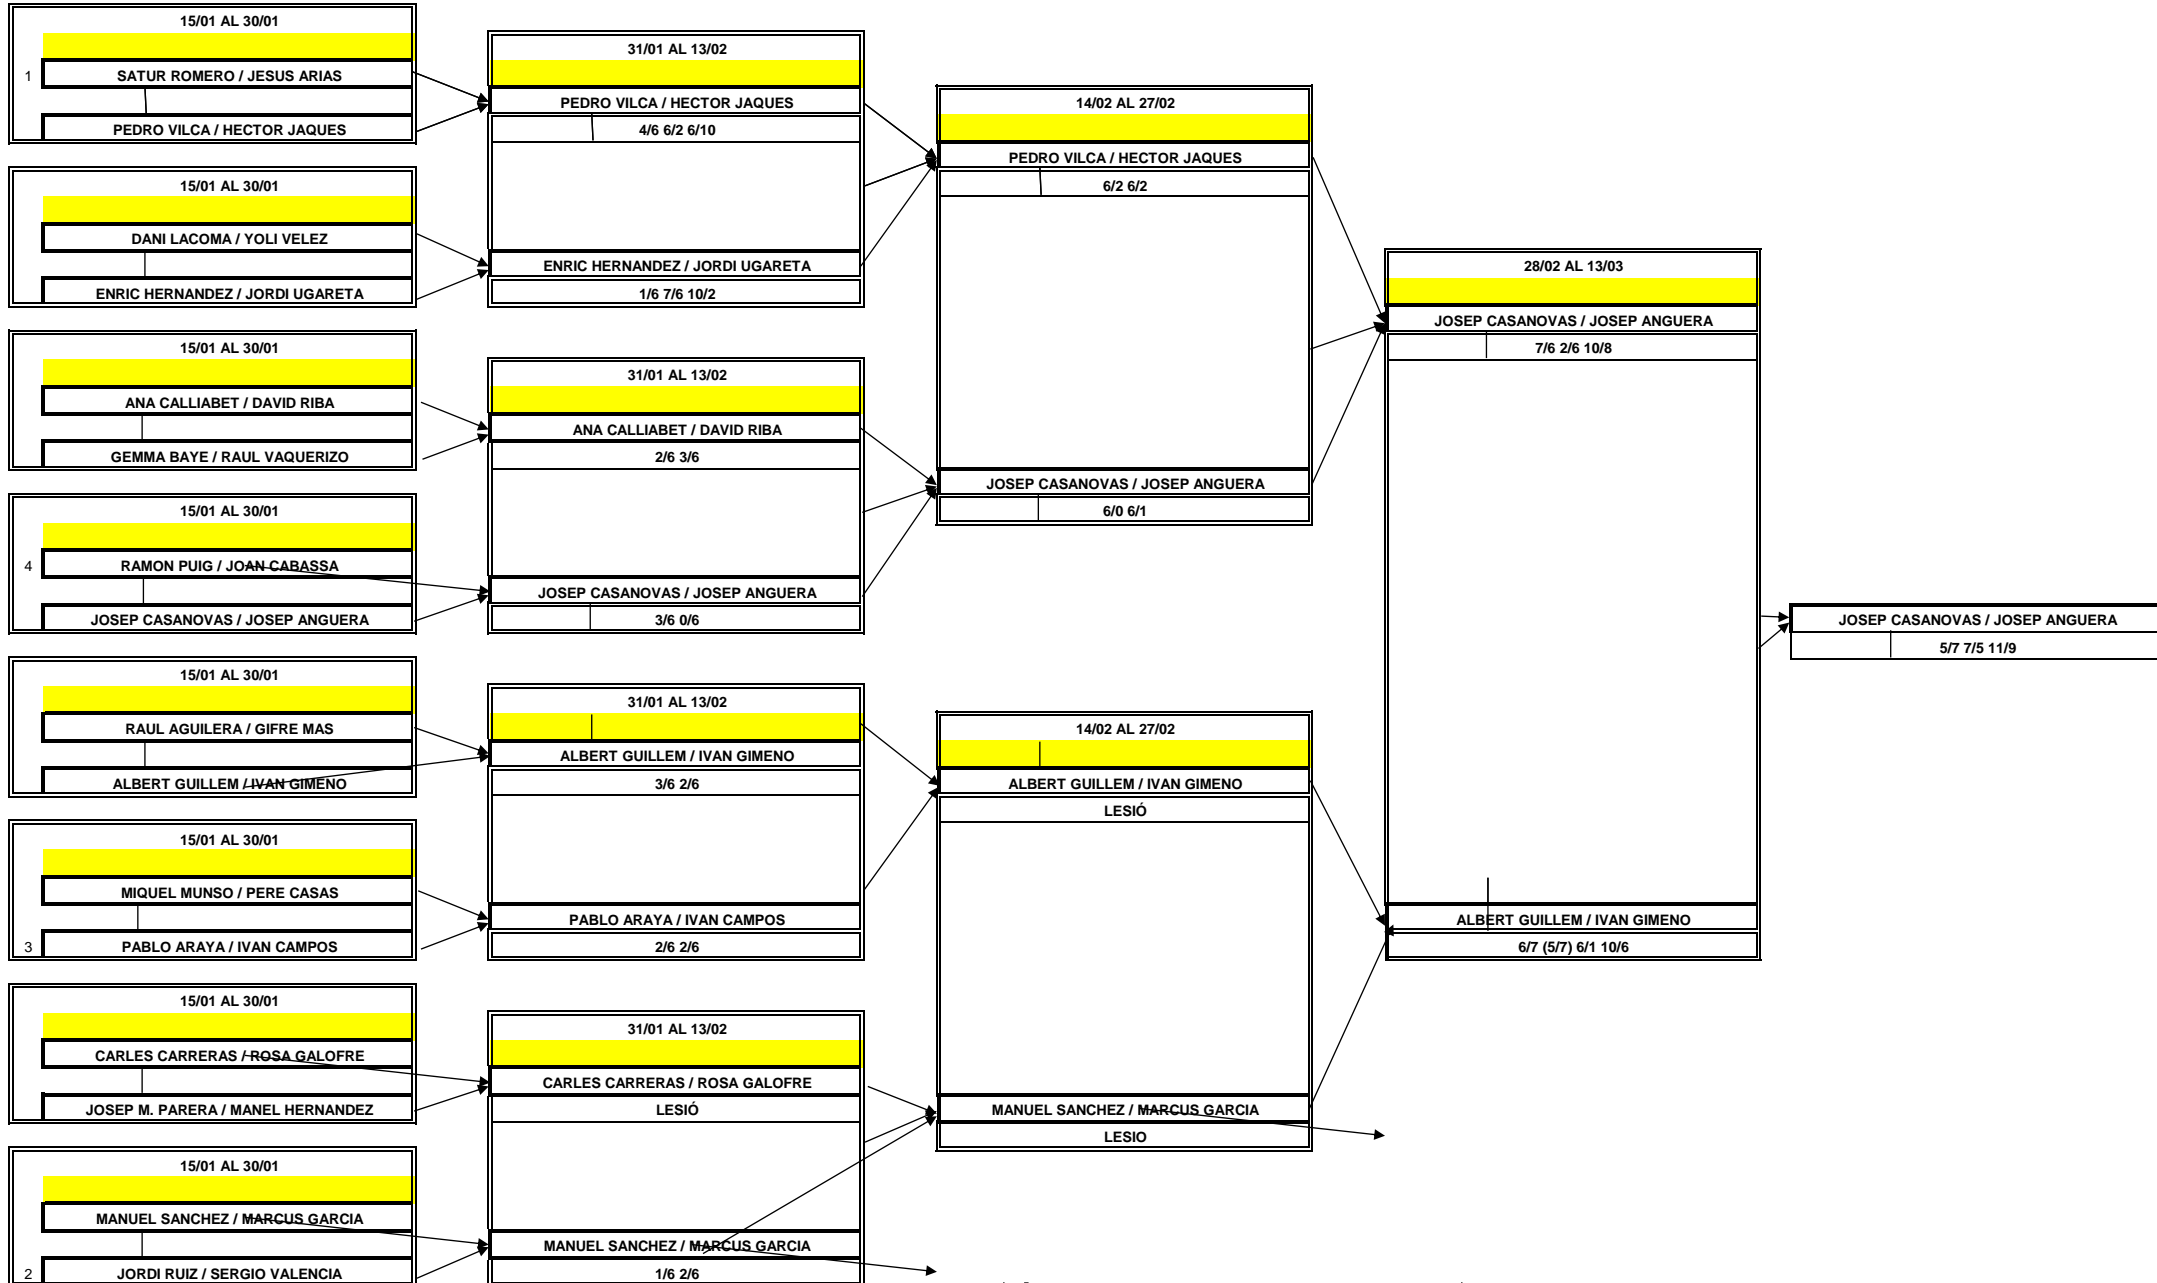 15/01 AL 30/01
1
SATUR ROMERO / JESUS ARIAS
PEDRO VILCA / HECTOR JAQUES
15/01 AL 30/01
DANI LACOMA / YOLI VELEZ
ENRIC HERNANDEZ / JORDI UGARETA
15/01 AL 30/01
ANA CALLIABET / DAVID RIBA
GEMMA BAYE / RAUL VAQUERIZO
15/01 AL 30/01
4
RAMON PUIG / JOAN CABASSA
JOSEP CASANOVAS / JOSEP ANGUERA
15/01 AL 30/01
RAUL AGUILERA / GIFRE MAS
ALBERT GUILLEM / IVAN GIMENO
15/01 AL 30/01
MIQUEL MUNSO / PERE CASAS
3
PABLO ARAYA / IVAN CAMPOS
15/01 AL 30/01
CARLES CARRERAS / ROSA GALOFRE
JOSEP M. PARERA / MANEL HERNANDEZ
15/01 AL 30/01
MANUEL SANCHEZ / MARCUS GARCIA
2
JORDI RUIZ / SERGIO VALENCIA
31/01 AL 13/02
PEDRO VILCA / HECTOR JAQUES
4/6 6/2 6/10
ENRIC HERNANDEZ / JORDI UGARETA
1/6 7/6 10/2
31/01 AL 13/02
ANA CALLIABET / DAVID RIBA
2/6 3/6
JOSEP CASANOVAS / JOSEP ANGUERA
3/6 0/6
31/01 AL 13/02
ALBERT GUILLEM / IVAN GIMENO
3/6 2/6
PABLO ARAYA / IVAN CAMPOS
2/6 2/6
31/01 AL 13/02
CARLES CARRERAS / ROSA GALOFRE
LESIÓ
MANUEL SANCHEZ / MARCUS GARCIA
1/6 2/6
14/02 AL 27/02
PEDRO VILCA / HECTOR JAQUES
6/2 6/2
JOSEP CASANOVAS / JOSEP ANGUERA
6/0 6/1
14/02 AL 27/02
ALBERT GUILLEM / IVAN GIMENO
LESIÓ
MANUEL SANCHEZ / MARCUS GARCIA
LESIO
28/02 AL 13/03
JOSEP CASANOVAS / JOSEP ANGUERA
7/6 2/6 10/8
ALBERT GUILLEM / IVAN GIMENO
6/7 (5/7) 6/1 10/6
JOSEP CASANOVAS / JOSEP ANGUERA
5/7 7/5 11/9